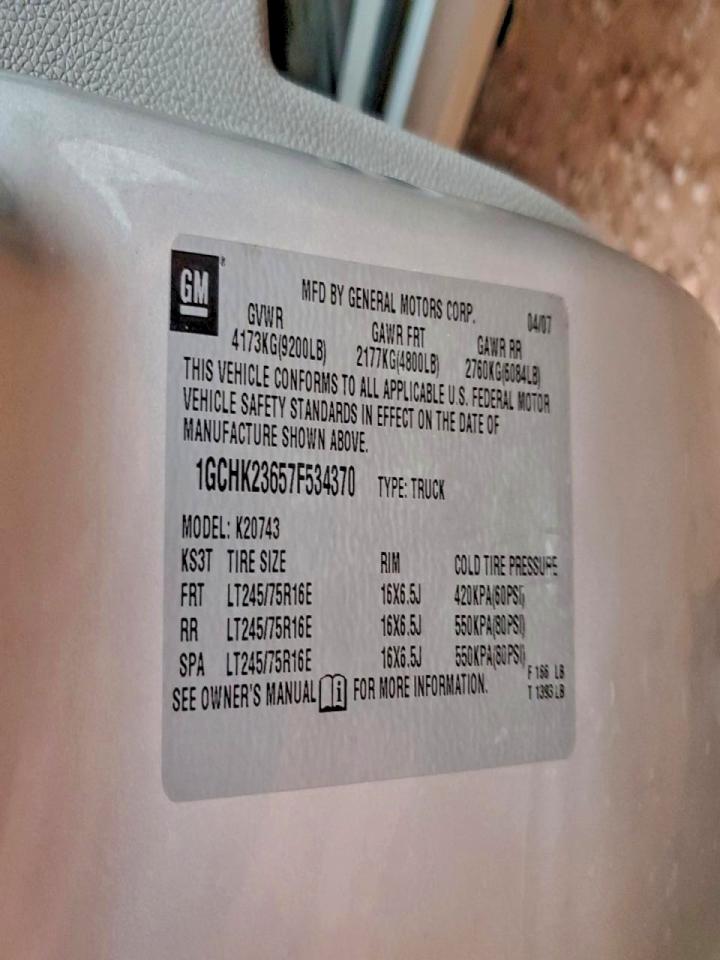 GM
MFD BY GENERAL MOTORS CORP. 04/07
GVWR GAWR FRT GAWR RR
4173KG(9200LB) 2177KG(4800LB) 2760KG(6084LB)
THIS VEHICLE CONFORMS TO ALL APPLICABLE U.S. FEDERAL MOTOR
VEHICLE SAFETY STANDARDS IN EFFECT ON THE DATE OF
MANUFACTURE SHOWN ABOVE.
1GCHK23657F534370 TYPE: TRUCK
MODEL: K20743
KS3T TIRE SIZE RIM COLD TIRE PRESSURE
FRT LT245/75R16E 16X6.5J 420KPA(60PSI)
RR LT245/75R16E 16X6.5J 550KPA(80PSI)
SPA LT245/75R16E 16X6.5J 550KPA(80PSI)
F 166 LB
SEE OWNER'S MANUAL FOR MORE INFORMATION. T 1393 LB